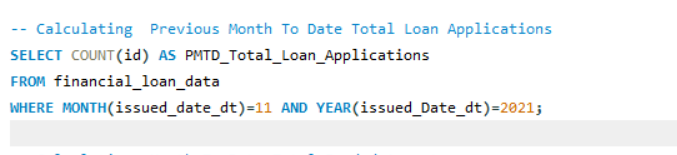 -- Calculating  Previous Month To Date Total Loan Applications
SELECT COUNT(id) AS PMTD_Total_Loan_Applications
FROM financial_loan_data
WHERE MONTH(issued_date_dt)=11 AND YEAR(issued_Date_dt)=2021;